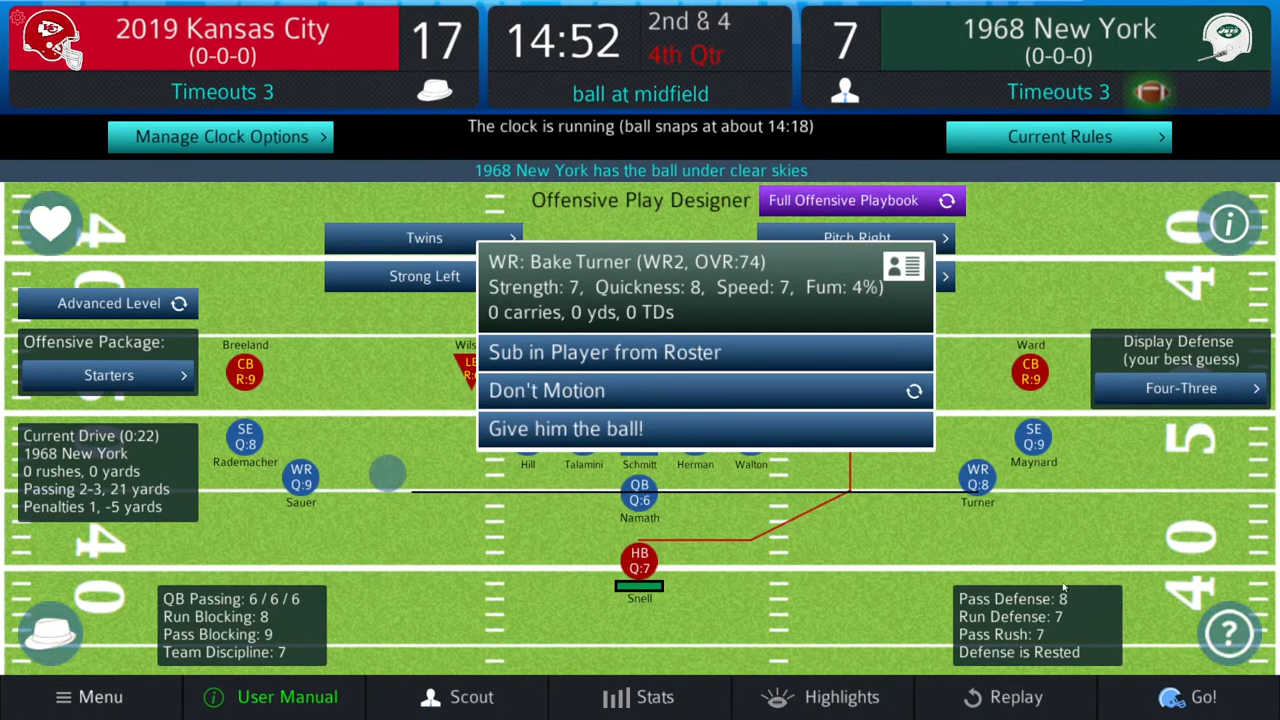 2019 Kansas City
(0-0-0)
Timeouts 3
17
14:52
2nd & 4
4th Qtr
ball at midfield
7
1968 New York
(0-0-0)
Timeouts 3
Manage Clock Options >
The clock is running (ball snaps at about 14:18)
Current Rules >
1968 New York has the ball under clear skies
Offensive Play Designer
Full Offensive Playbook
Twins >
Pitch Right >
Strong Left
>
WR: Bake Turner (WR2, OVR:74)
Strength: 7, Quickness: 8, Speed: 7, Fum: 4%)
0 carries, 0 yds, 0 TDs
Sub in Player from Roster
Don't Motion
Give him the ball!
Advanced Level
Offensive Package:
Starters >
Breeland
CB
R:9
Ward
CB
R:9
Display Defense
(your best guess)
Four-Three >
Current Drive (0:22)
1968 New York
0 rushes, 0 yards
Passing 2-3, 21 yards
Penalties 1, -5 yards
SE
Q:8
Rademacher
WR
Q:9
Sauer
Hill
Talamini
Schmitt
Herman
Walton
QB
Q:6
Namath
WR
Q:8
Turner
SE
Q:9
Maynard
HB
Q:7
Snell
QB Passing: 6 / 6 / 6
Run Blocking: 8
Pass Blocking: 9
Team Discipline: 7
Pass Defense: 8
Run Defense: 7
Pass Rush: 7
Defense is Rested
4 0
4 4
5
4 0
0 4
Menu
User Manual
Scout
Stats
Highlights
Replay
Go!